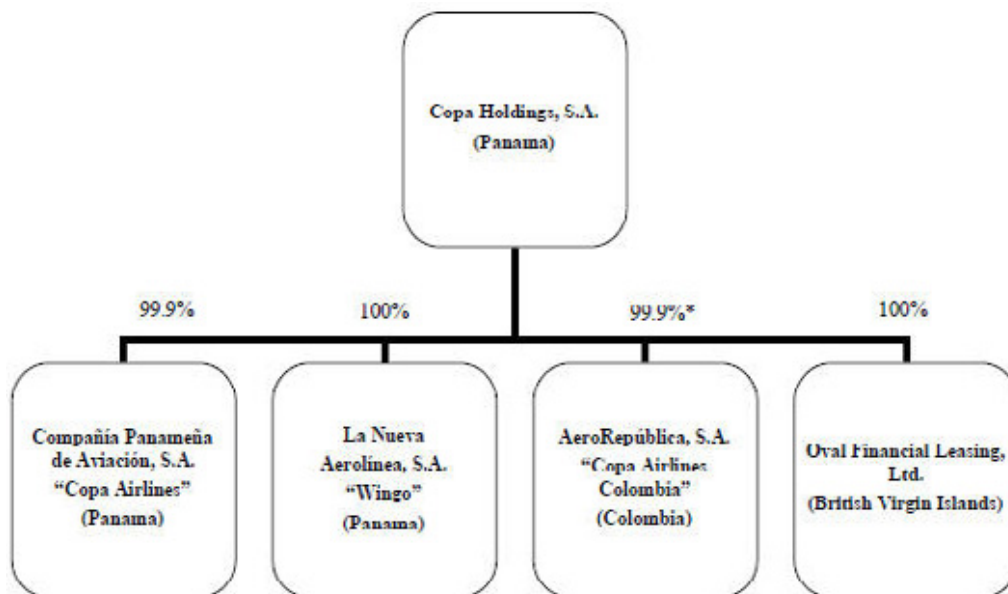 Copa Holdings, S.A.
(Panama)
99.9%
100%
99.9%*
100%
Compañía Panameña
de Aviación, S.A.
“Copa Airlines”
(Panama)
La Nueva
Aerolínea, S.A.
“Wingo”
(Panama)
AeroRepública, S.A.
“Copa Airlines
Colombia”
(Colombia)
Oval Financial Leasing,
Ltd.
(British Virgin Islands)